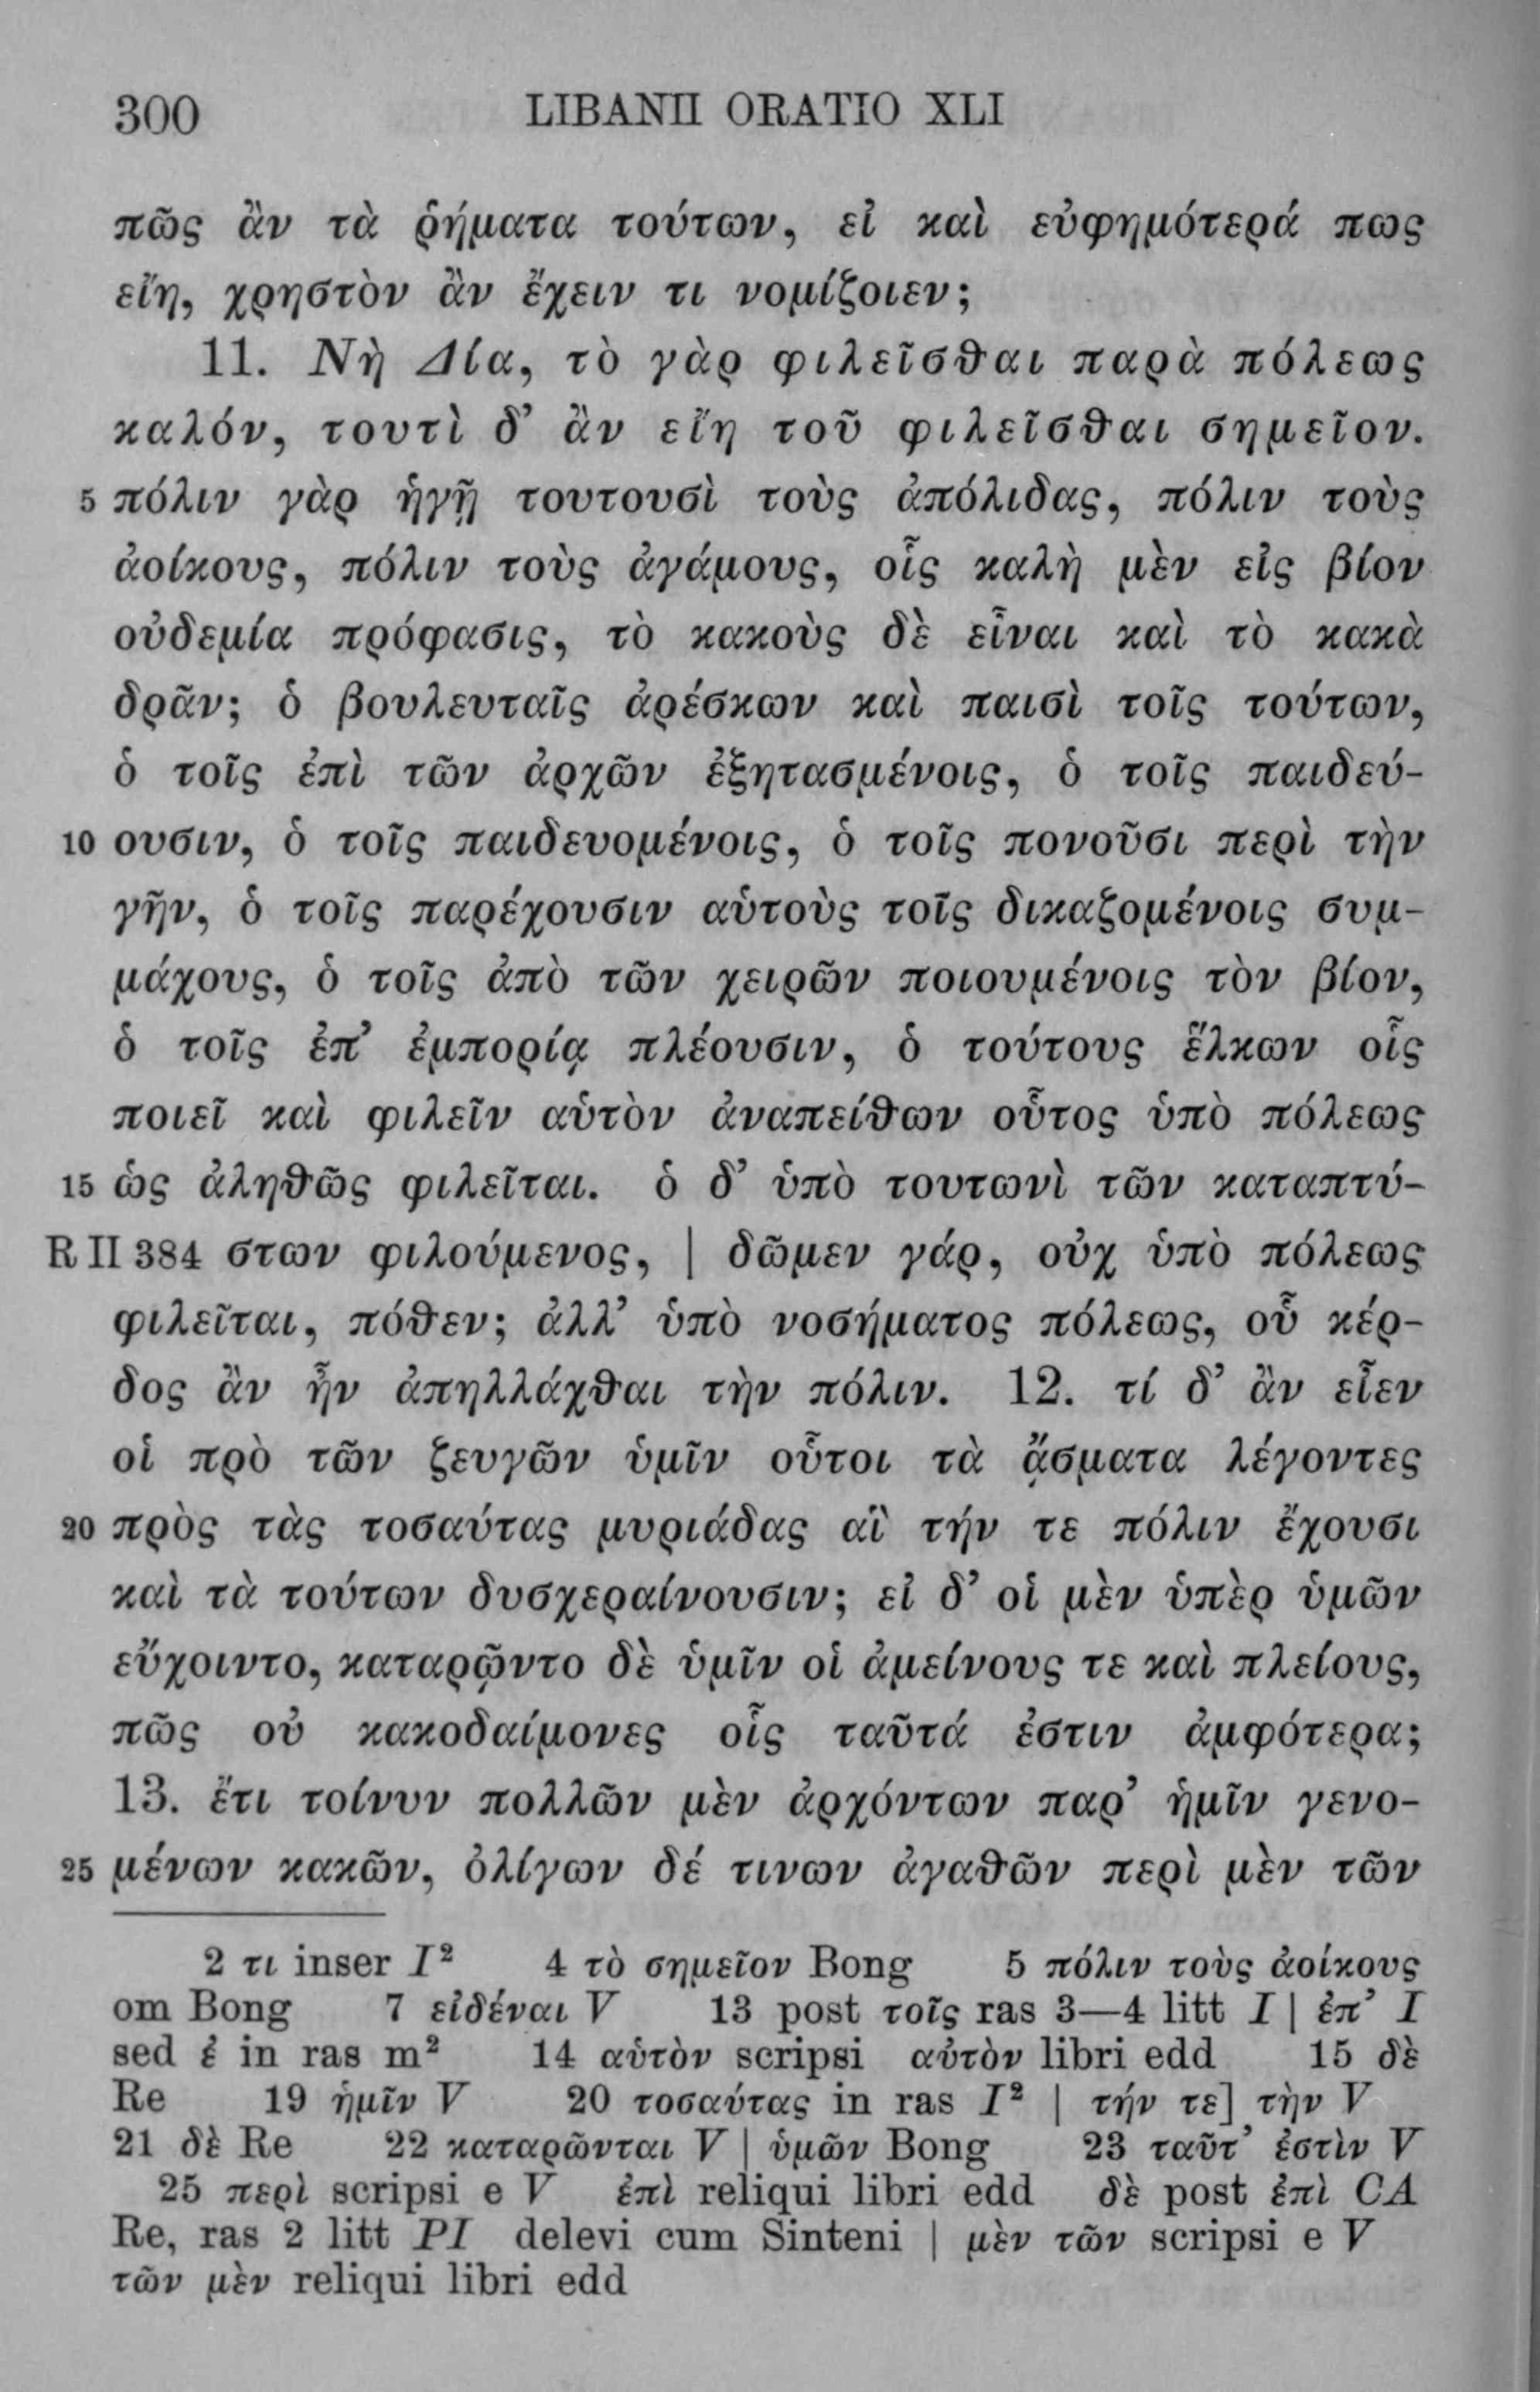 300 LIBANII ORATIO XLI
πῶς ἂν τὰ ῥήματα τούτων, εἰ καὶ εὐφημότερά πως
εἴη, χρηστὸν ἂν ἔχειν τι νομίζοιεν;
11. Νὴ Δία, τὸ γὰρ φιλεῖσθαι παρὰ πόλεως
καλόν, τουτὶ δ’ ἂν εἴη τοῦ φιλεῖσθαι σημεῖον.
5 πόλιν γὰρ ἡγῇ τουτουσὶ τοὺς ἀπόλιδας, πόλιν τοὺς
ἀοίκους, πόλιν τοὺς ἀγάμους, οἷς καλὴ μὲν εἰς βίον
οὐδεμία πρόφασις, τὸ κακοὺς δὲ εἶναι καὶ τὸ κακὰ
δρᾶν; ὁ βουλευταῖς ἀρέσκων καὶ παισὶ τοῖς τούτων,
ὁ τοῖς ἐπὶ τῶν ἀρχῶν ἐξητασμένοις, ὁ τοῖς παιδεύ-
10 ουσιν, ὁ τοῖς παιδευομένοις, ὁ τοῖς πονοῦσι περὶ τὴν
γῆν, ὁ τοῖς παρέχουσιν αὑτοὺς τοῖς δικαζομένοις συμ-
μάχους, ὁ τοῖς ἀπὸ τῶν χειρῶν ποιουμένοις τὸν βίον,
ὁ τοῖς ἐπ’ ἐμπορίᾳ πλέουσιν, ὁ τούτους ἕλκων οἷς
ποιεῖ καὶ φιλεῖν αὑτὸν ἀναπείθων οὗτος ὑπὸ πόλεως
15 ὡς ἀληθῶς φιλεῖται. ὁ δ’ ὑπὸ τουτωνὶ τῶν καταπτύ-
R II 384 στων φιλούμενος, | δῶμεν γάρ, οὐχ ὑπὸ πόλεως
φιλεῖται, πόθεν; ἀλλ’ ὑπὸ νοσήματος πόλεως, οὗ κέρ-
δος ἂν ἦν ἀπηλλάχθαι τὴν πόλιν. 12. τί δ’ ἂν εἶεν
οἱ πρὸ τῶν ζευγῶν ὑμῖν οὗτοι τὰ ᾄσματα λέγοντες
20 πρὸς τὰς τοσαύτας μυριάδας αἳ τήν τε πόλιν ἔχουσι
καὶ τὰ τούτων δυσχεραίνουσιν; εἰ δ’ οἱ μὲν ὑπὲρ ὑμῶν
εὔχοιντο, καταρῷντο δὲ ὑμῖν οἱ ἀμείνους τε καὶ πλείους,
πῶς οὐ κακοδαίμονες οἷς ταῦτά ἐστιν ἀμφότερα;
13. ἔτι τοίνυν πολλῶν μὲν ἀρχόντων παρ’ ἡμῖν γενο-
25 μένων κακῶν, ὀλίγων δέ τινων ἀγαθῶν περὶ μὲν τῶν
2 τι inser I² 4 τὸ σημεῖον Bong 5 πόλιν τοὺς ἀοίκους
om Bong 7 εἰδέναι V 13 post τοῖς ras 3—4 litt I | ἐπ’ I
sed ἐ in ras m² 14 αὑτὸν scripsi αὐτὸν libri edd 15 δὲ
Re 19 ἡμῖν V 20 τοσαύτας in ras I² | τήν τε] τὴν V
21 δὲ Re 22 καταρῶνται V | ὑμῶν Bong 23 ταῦτ’ ἐστὶν V
25 περὶ scripsi e V ἐπὶ reliqui libri edd δὲ post ἐπὶ CA
Re, ras 2 litt PI delevi cum Sinteni | μὲν τῶν scripsi e V
τῶν μὲν reliqui libri edd